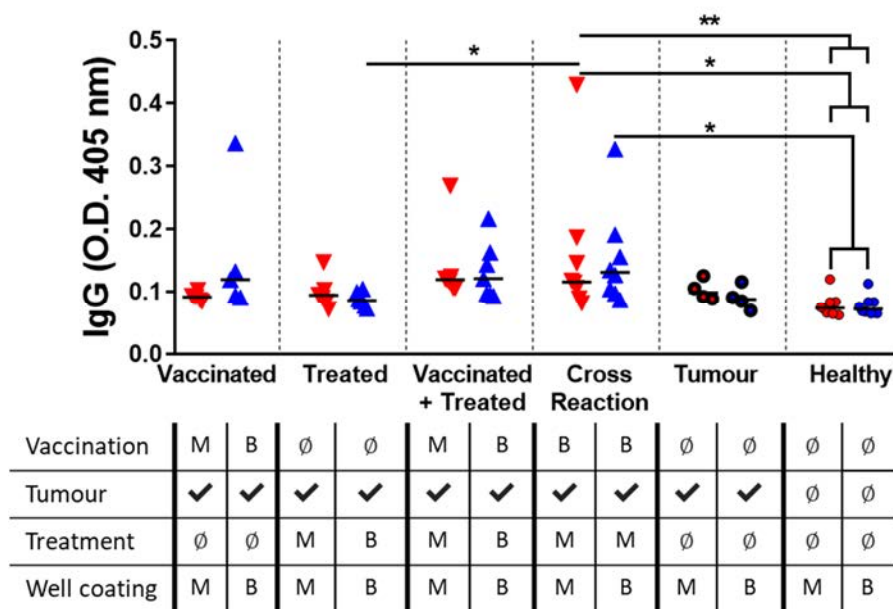 ** 
*
*
*
IgG (O.D. 405 nm)
0.5
0.4
0.3
0.2
0.1
0.0
Vaccinated Treated Vaccinated + Treated Cross Reaction Tumour Healthy
Vaccination M B Ø Ø M B B B Ø Ø Ø Ø
Tumour ✓ ✓ ✓ ✓ ✓ ✓ ✓ ✓ ✓ ✓ Ø Ø
Treatment Ø Ø M B M B M M Ø Ø Ø Ø
Well coating M B M B M B M B M B M B